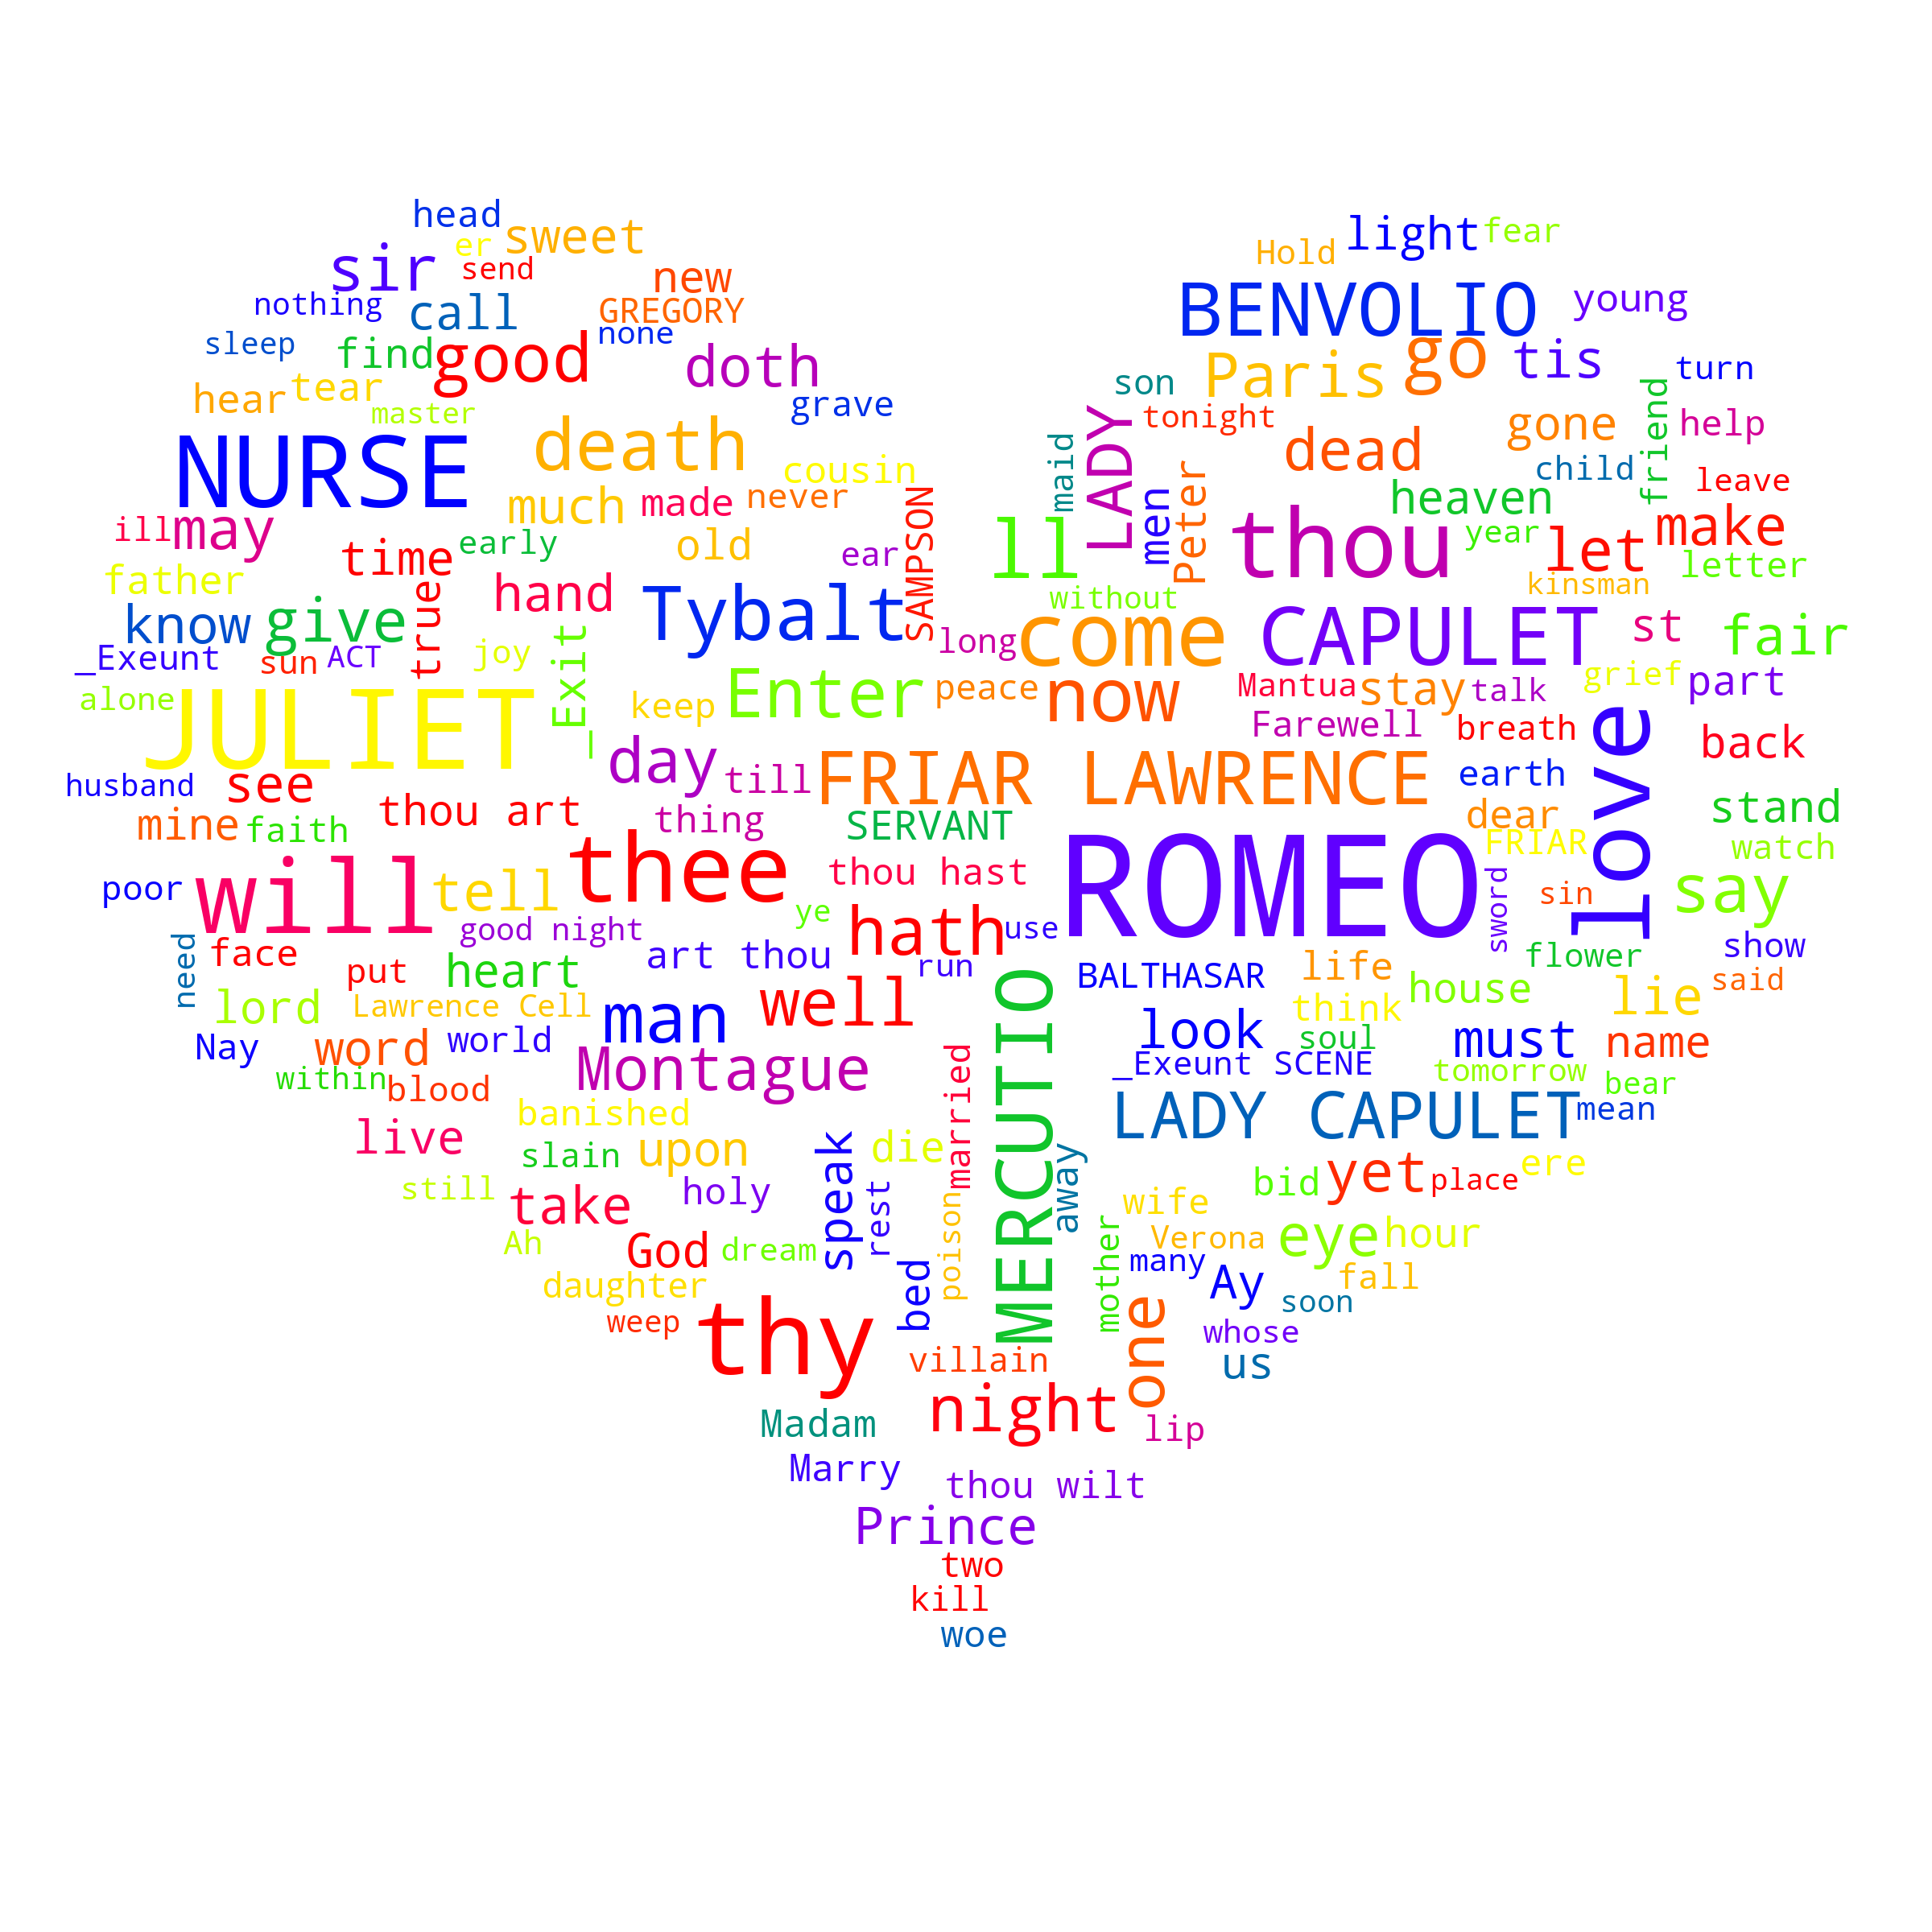 head
er
sweet
sir
send
new
nothing
call
GREGORY
none
sleep
find
good
doth
hear
tear
master
grave
NURSE
death
cousin
much
made
never
ill
may
time
early
old
ear
SAMPSON
father
hand
Tybalt
know
give
true
_Exeunt
sun
ACT
joy
_Exit
long
alone
JULIET
keep
Enter
peace
husband
see
day
till
mine
faith
thou art
thing
SERVANT
will
tell
thee
thou hast
poor
ye
good night
hath
use
need
face
put
heart
art thou
run
lord
Lawrence Cell
man
well
Nay
word
world
Montague
within
blood
banished
live
slain
upon
speak
die
married
still
take
holy
rest
Ah
God
dream
poison
daughter
bed
weep
thy
villain
Hold
light
fear
BENVOLIO
young
Paris
go
tis
son
turn
LADY
tonight
dead
gone
friend
help
maid
men
Peter
child
leave
heaven
ll
thou
year
let
make
without
kinsman
letter
come
CAPULET
st
fair
now
Mantua
stay
talk
grief
part
Farewell
breath
love
back
FRIAR LAWRENCE
earth
dear
stand
ROMEO
FRIAR
watch
sword
sin
say
flower
show
MERCUTIO
BALTHASAR
life
think
house
lie
said
look
soul
must
name
_Exeunt SCENE
tomorrow
bear
LADY CAPULET
mean
away
bid
yet
place
ere
wife
Verona
eye
hour
mother
many
Ay
fall
soon
one
whose
us
night
lip
Madam
Marry
thou wilt
Prince
two
kill
woe